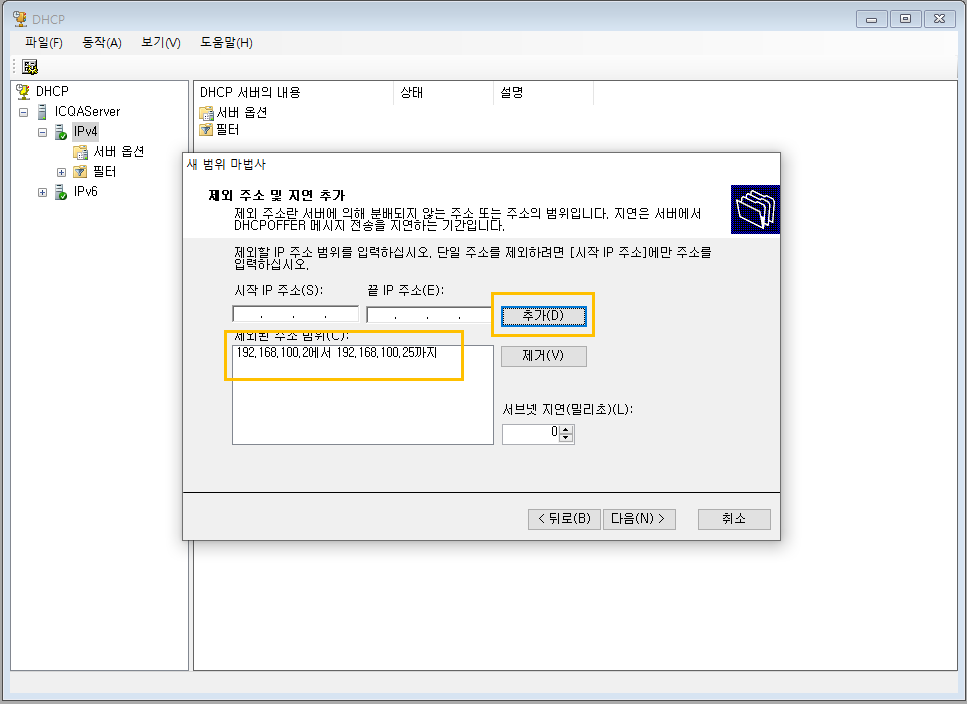 DHCP
파일(F) 동작(A) 보기(V) 도움말(H)
DHCP
ICQAServer
IPv4
서버 옵션
필터
IPv6
DHCP 서버의 내용 상태 설명
서버 옵션
필터
새 범위 마법사
제외 주소 및 지연 추가
제외 주소란 서버에 의해 분배되지 않는 주소 또는 주소의 범위입니다. 지연은 서버에서
DHCPOFFER 메시지 전송을 지연하는 기간입니다.
제외할 IP 주소 범위를 입력하십시오. 단일 주소를 제외하려면 [시작 IP 주소]에만 주소를
입력하십시오.
시작 IP 주소(S): 끝 IP 주소(E):
. . . . . . 추가(D)
제외된 주소 범위(C):
192.168.100.2에서 192.168.100.25까지
제거(V)
서브넷 지연(밀리초)(L):
0
< 뒤로(B) 다음(N) > 취소